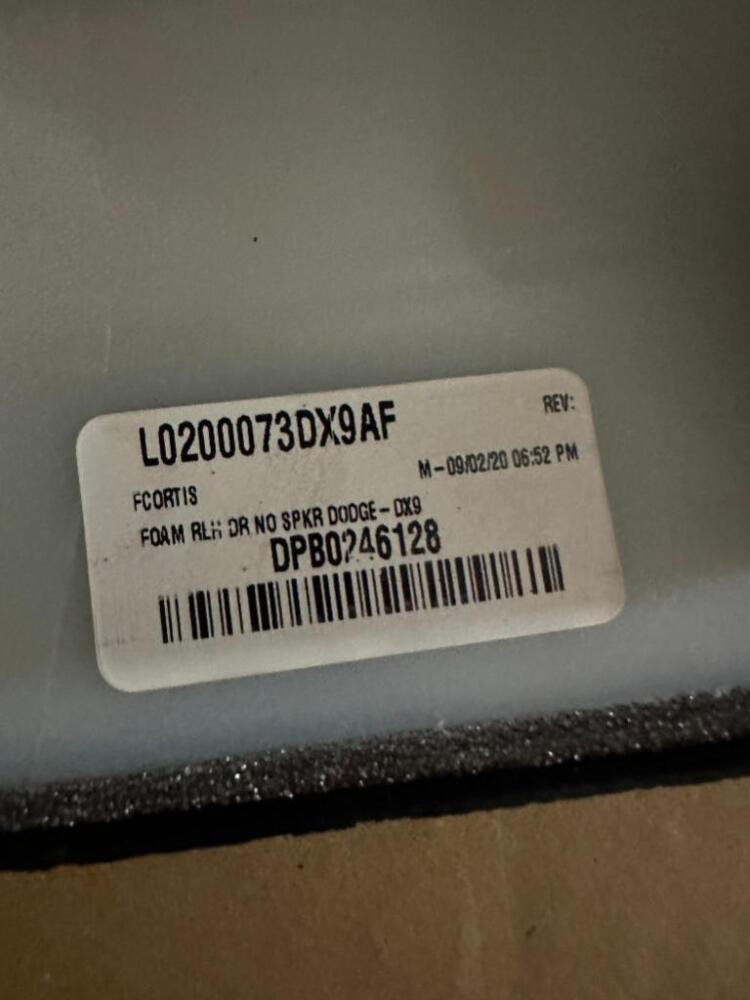 L0200073DX9AF
REV:
FCORTIS
M-09/02/20 06:52 PM
FOAM RLH DR NO SPKR DODGE-DX9
DPB0246128